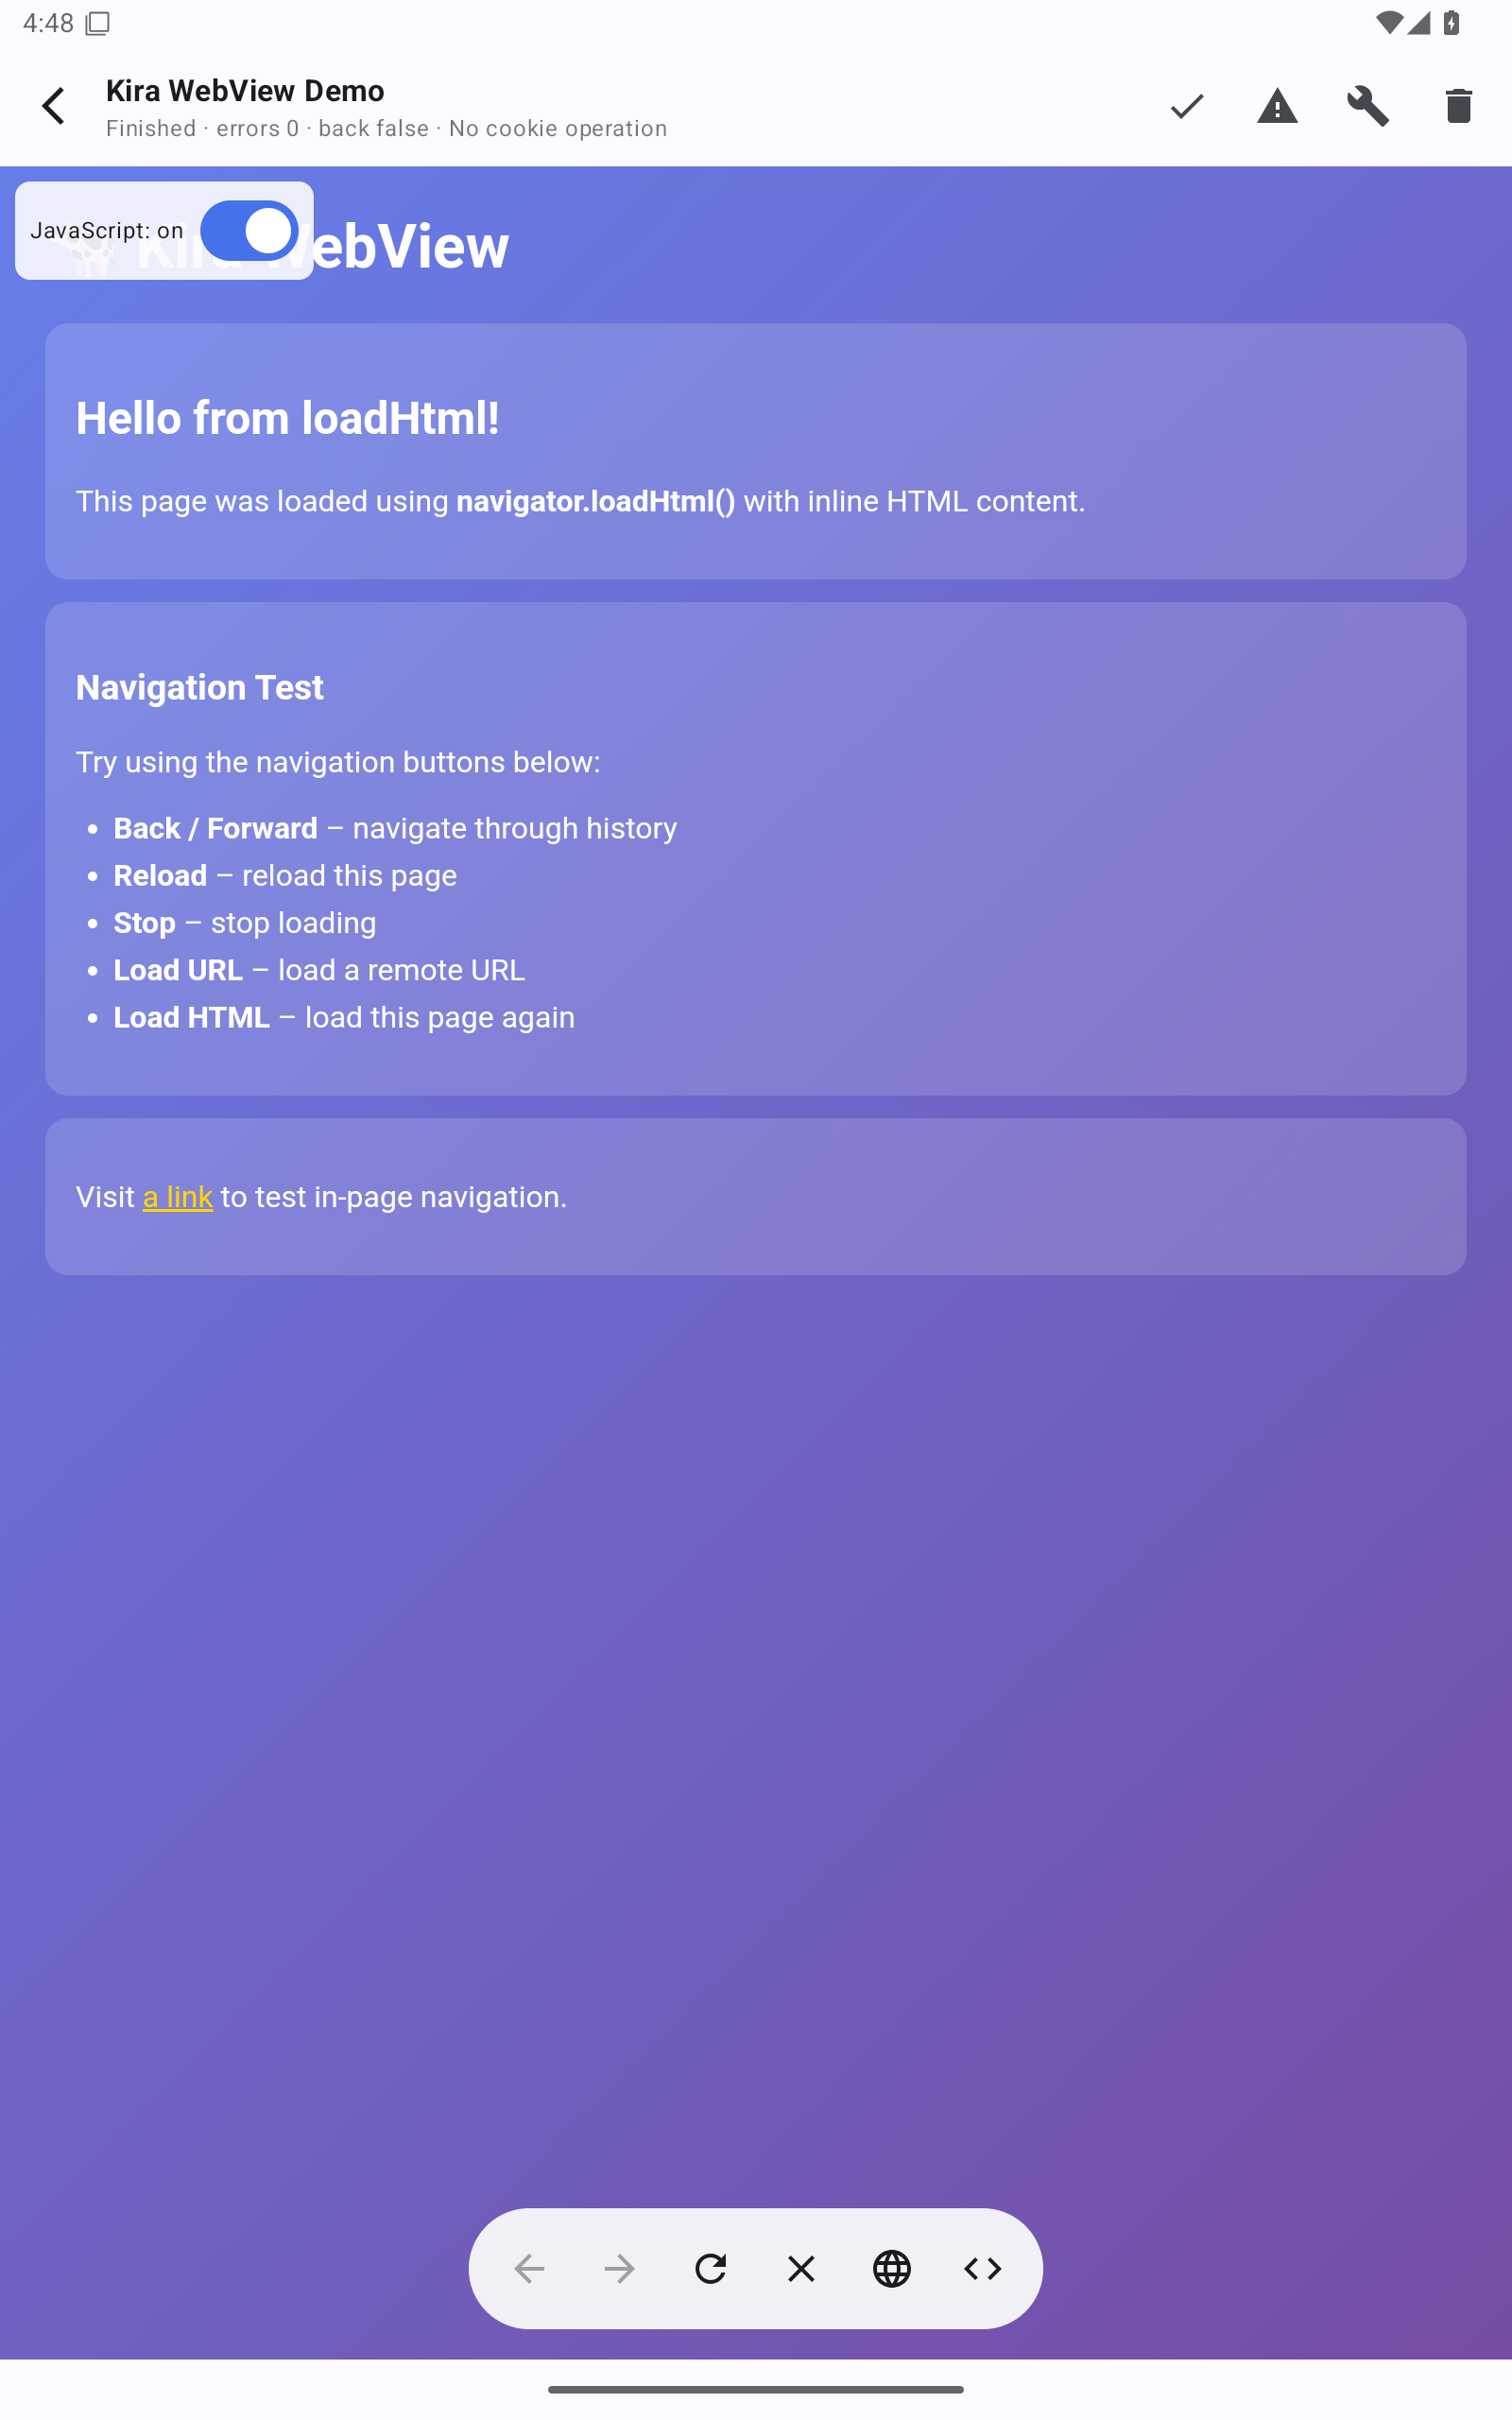 4:48
Kira WebView Demo
Finished · errors 0 · back false · No cookie operation
JavaScript: on
Kira WebView
Hello from loadHtml!
This page was loaded using navigator.loadHtml() with inline HTML content.
Navigation Test
Try using the navigation buttons below:
• Back / Forward – navigate through history
• Reload – reload this page
• Stop – stop loading
• Load URL – load a remote URL
• Load HTML – load this page again
Visit a link to test in-page navigation.